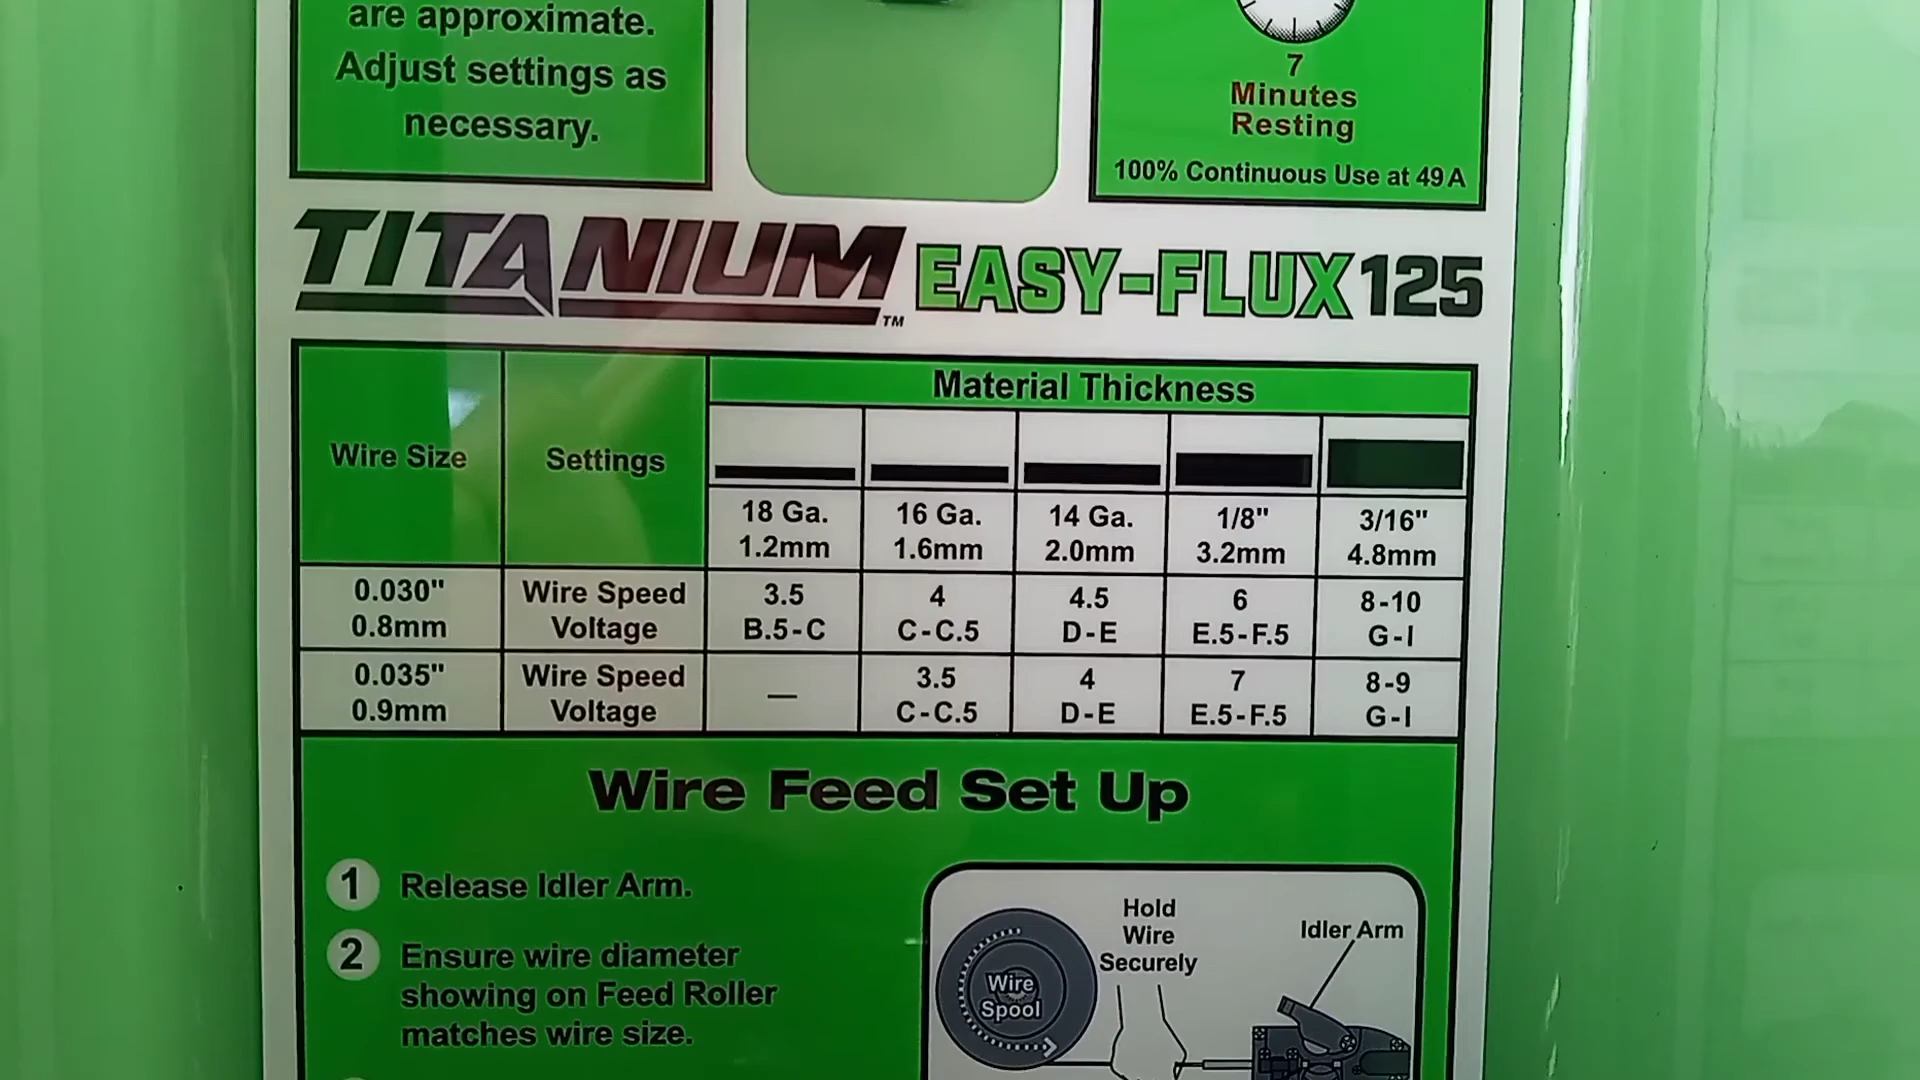 are approximate.
Adjust settings as
necessary.
7
Minutes
Resting
100% Continuous Use at 49A
TITANIUM™ EASY-FLUX 125
Material Thickness
Wire Size
Settings
18 Ga.
1.2mm
16 Ga.
1.6mm
14 Ga.
2.0mm
1/8"
3.2mm
3/16"
4.8mm
0.030"
0.8mm
Wire Speed
Voltage
3.5
B.5-C
4
C-C.5
4.5
D-E
6
E.5-F.5
8-10
G-I
0.035"
0.9mm
Wire Speed
Voltage
—
3.5
C-C.5
4
D-E
7
E.5-F.5
8-9
G-I
Wire Feed Set Up
1 Release Idler Arm.
2 Ensure wire diameter
showing on Feed Roller
matches wire size.
Hold
Wire
Securely
Idler Arm
Wire
Spool